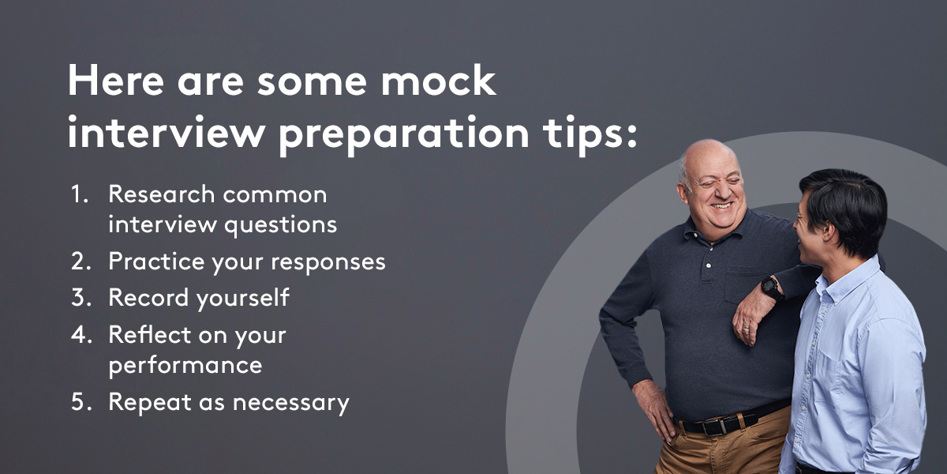 Here are some mock
interview preparation tips:
1. Research common
interview questions
2. Practice your responses
3. Record yourself
4. Reflect on your
performance
5. Repeat as necessary